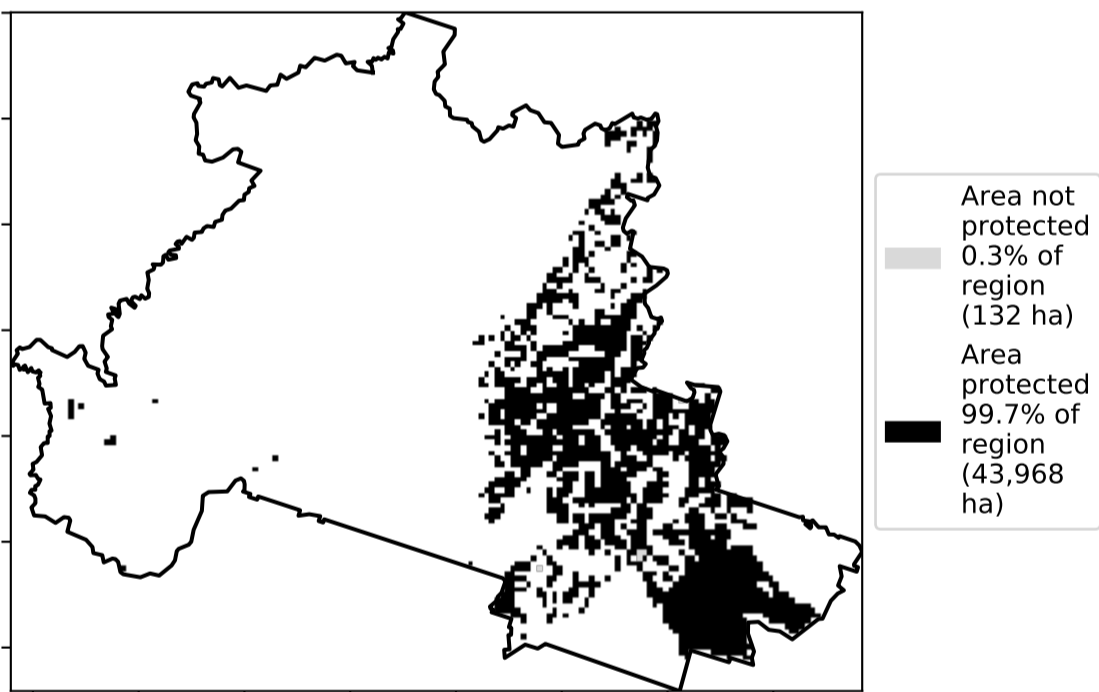 Area not
protected
0.3% of
region
(132 ha)
Area
protected
99.7% of
region
(43,968
ha)